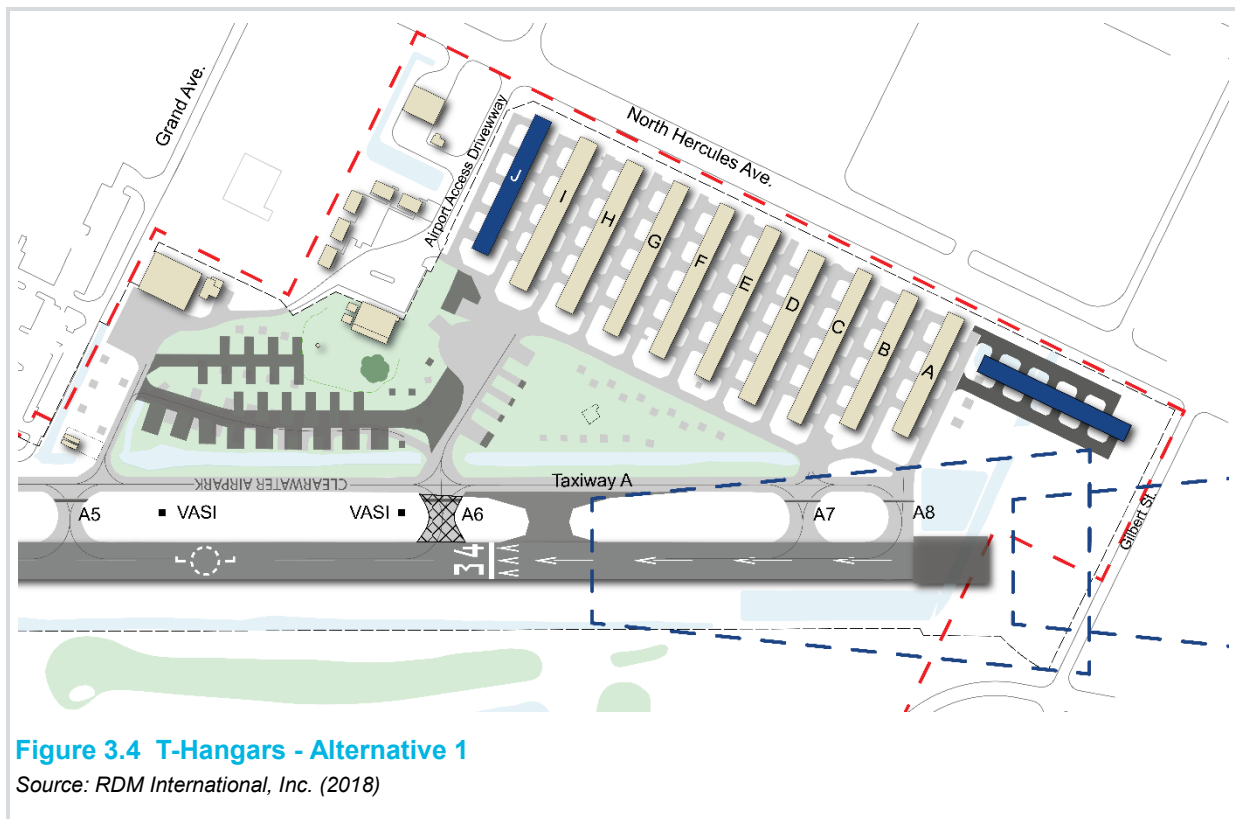 Grand Ave.
Airport Access Drivewway
North Hercules Ave.
J
I
H
G
F
E
D
C
B
A
CLEARWATER AIRPARK
Taxiway A
A5
VASI
VASI
A6
A7
A8
34
Gilbert St.
Figure 3.4 T-Hangars - Alternative 1
Source: RDM International, Inc. (2018)